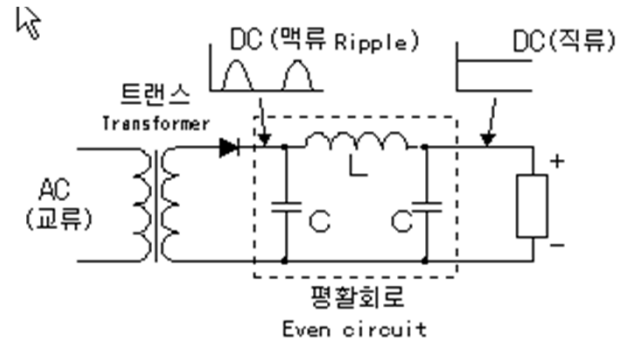 DC(맥류 Ripple)
DC(직류)
트랜스
Transformer
AC
(교류)
L
C
C
+
−
평활회로
Even circuit